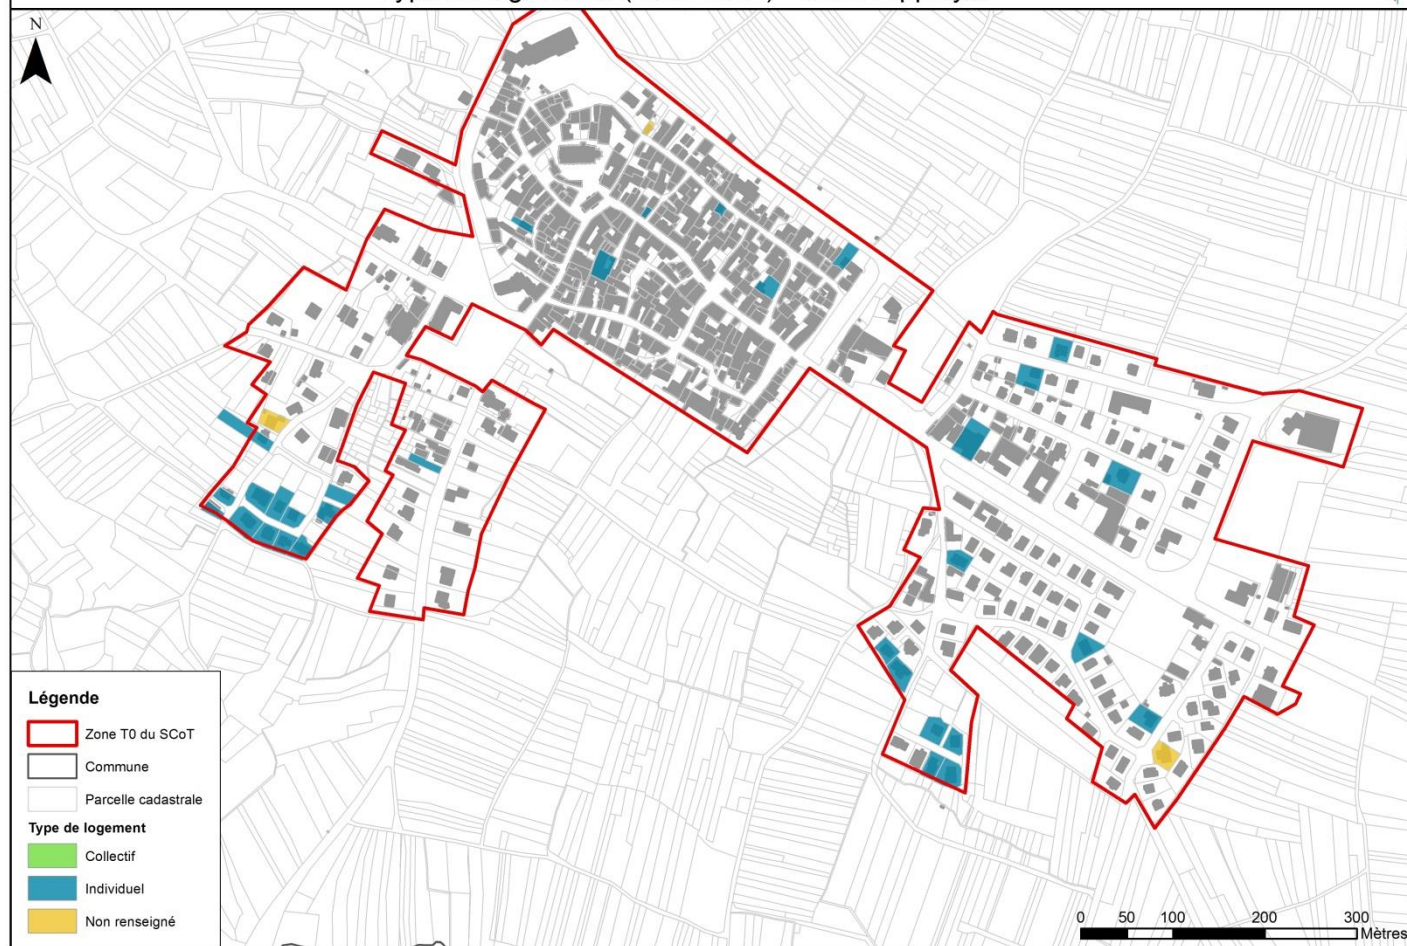 N
Légende
Zone T0 du SCoT
Commune
Parcelle cadastrale
Type de logement
Collectif
Individuel
Non renseigné
0 50 100 200 300
Mètres